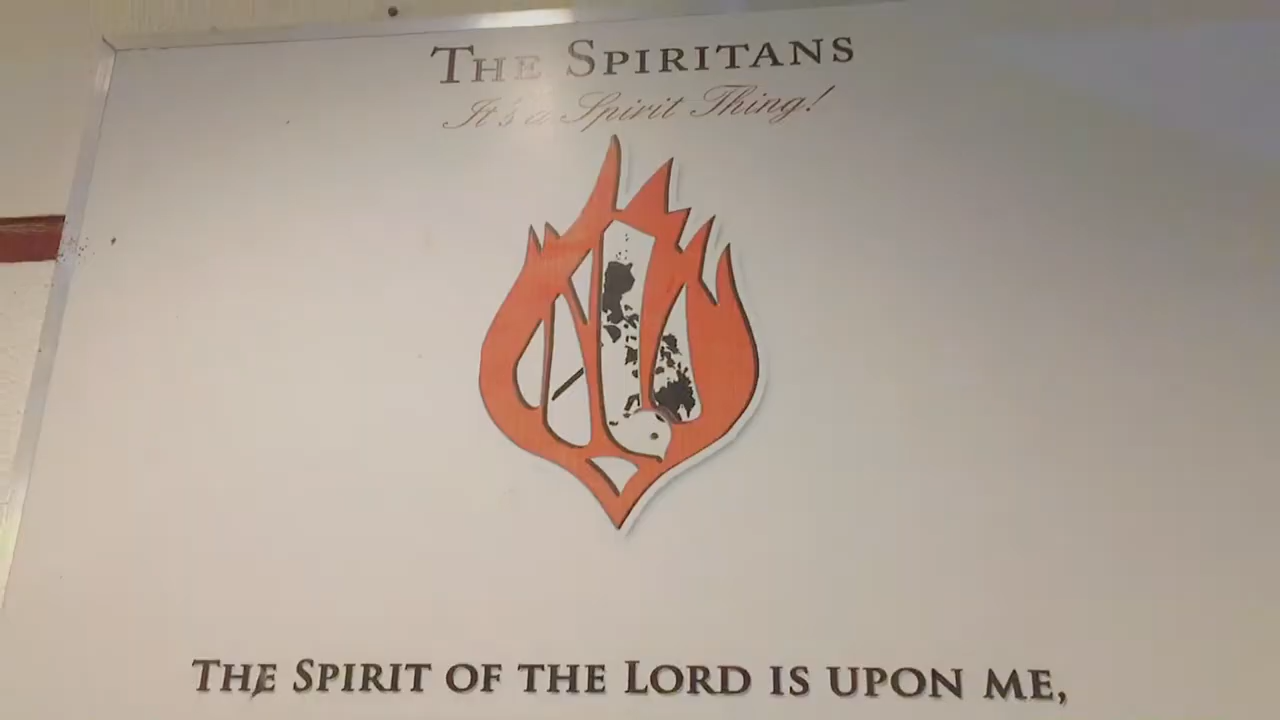 THE SPIRITANS
It's a Spirit Thing!
THE SPIRIT OF THE LORD IS UPON ME,